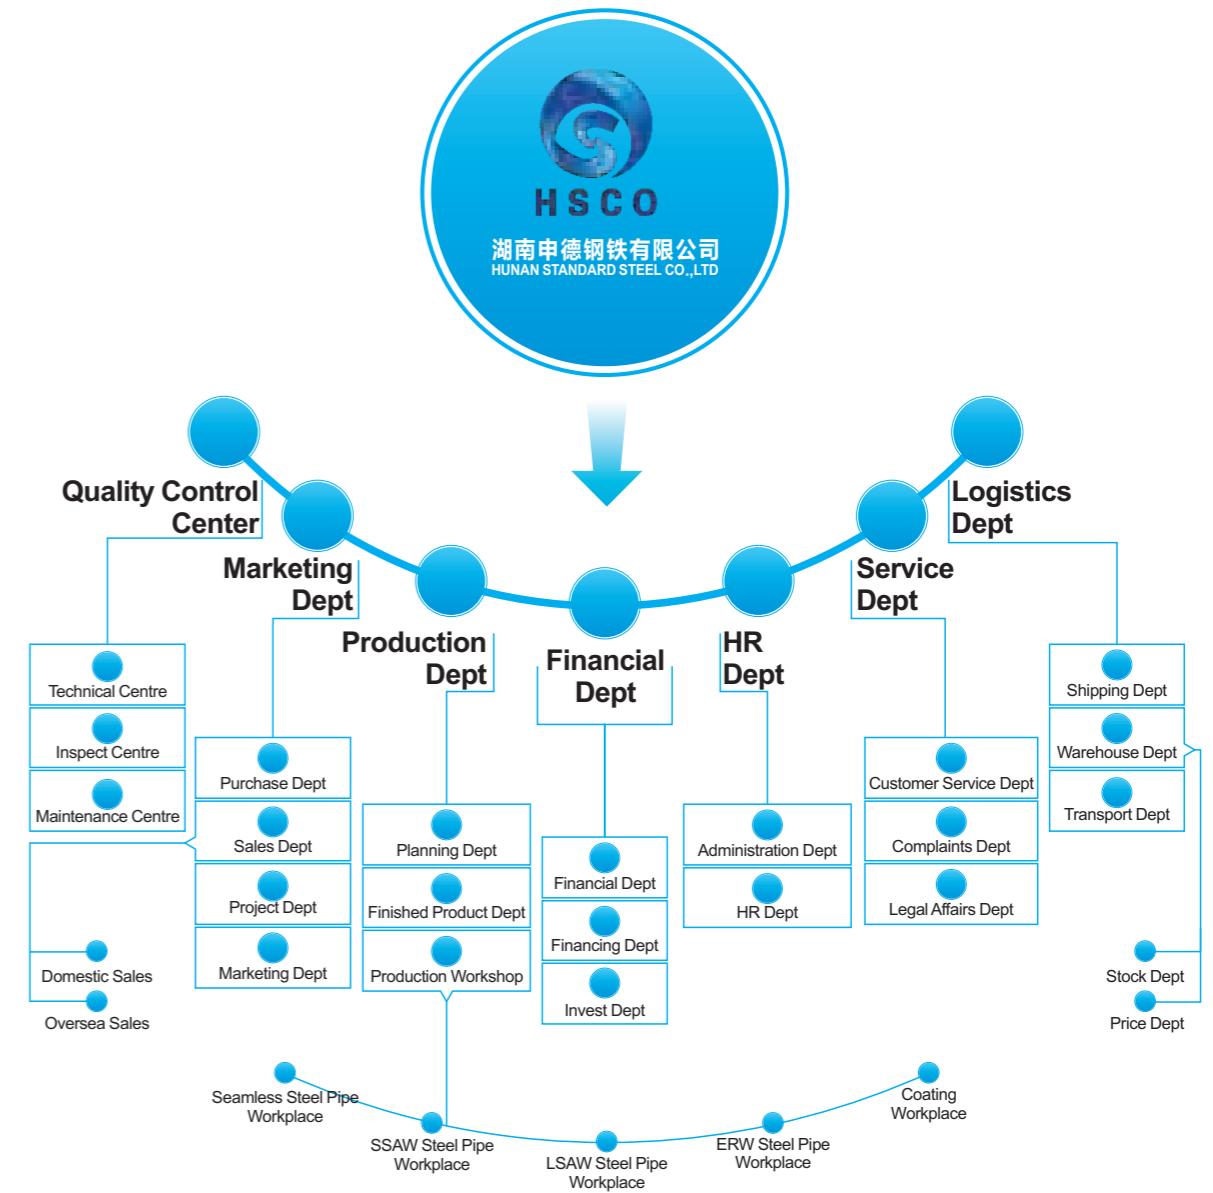 HSCO
湖南申德钢铁有限公司
HUNAN STANDARD STEEL CO.,LTD
Quality Control
Center
Technical Centre
Inspect Centre
Maintenance Centre
Marketing
Dept
Purchase Dept
Sales Dept
Project Dept
Marketing Dept
Domestic Sales
Oversea Sales
Production
Dept
Planning Dept
Finished Product Dept
Production Workshop
Seamless Steel Pipe
Workplace
SSAW Steel Pipe
Workplace
LSAW Steel Pipe
Workplace
ERW Steel Pipe
Workplace
Coating
Workplace
Financial
Dept
Financial Dept
Financing Dept
Invest Dept
HR
Dept
Administration Dept
HR Dept
Service
Dept
Customer Service Dept
Complaints Dept
Legal Affairs Dept
Logistics
Dept
Shipping Dept
Warehouse Dept
Transport Dept
Stock Dept
Price Dept